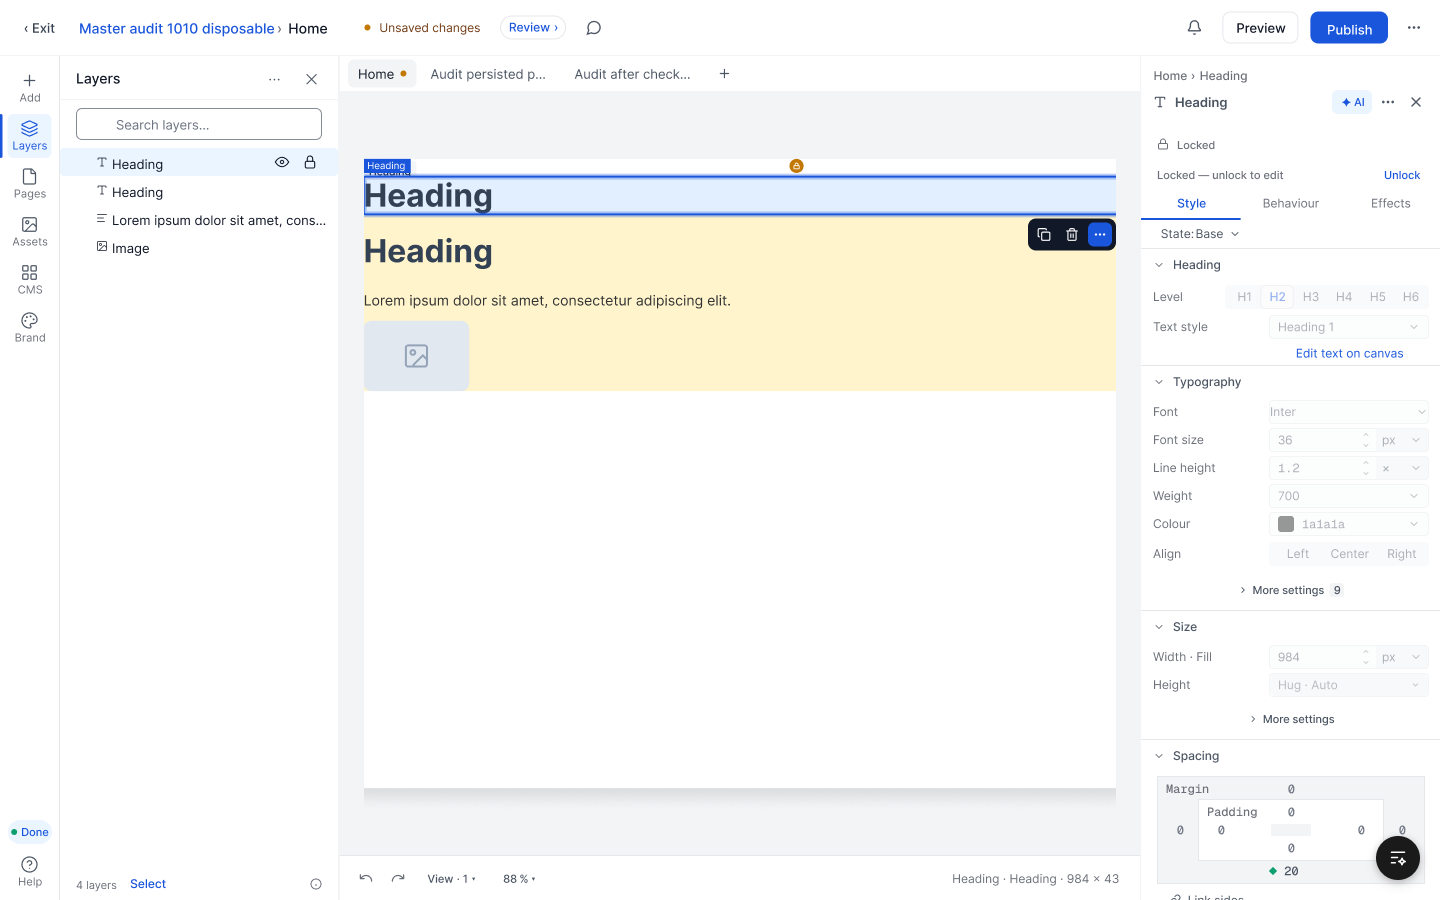 ‹ Exit
Master audit 1010 disposable › Home
Unsaved changes
Review ›
Preview
Publish
Add
Layers
Pages
Assets
CMS
Brand
Done
Help
Layers
Search layers...
Heading
Heading
Lorem ipsum dolor sit amet, cons...
Image
4 layers
Select
Home
Audit persisted p...
Audit after check...
Heading
Heading
Heading
Lorem ipsum dolor sit amet, consectetur adipiscing elit.
View · 1
88 %
Heading · Heading · 984 × 43
Home › Heading
Heading
AI
Locked
Locked — unlock to edit
Unlock
Style
Behaviour
Effects
State: Base
Heading
Level
H1 H2 H3 H4 H5 H6
Text style
Heading 1
Edit text on canvas
Typography
Font
Inter
Font size
36
px
Line height
1.2
×
Weight
700
Colour
1a1a1a
Align
Left Center Right
More settings 9
Size
Width · Fill
984
px
Height
Hug · Auto
More settings
Spacing
Margin 0
Padding 0
0 0 0 0
0
20
Link sides